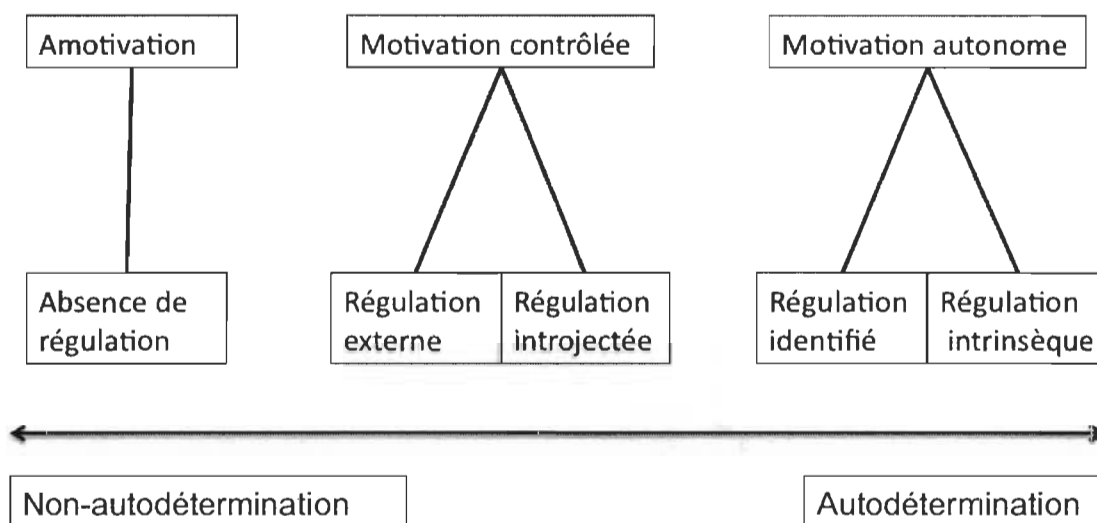 Amotivation
Motivation contrôlée
Motivation autonome
Absence de
régulation
Régulation
externe
Régulation
introjectée
Régulation
identifié
Régulation
intrinsèque
Non-autodétermination
Autodétermination